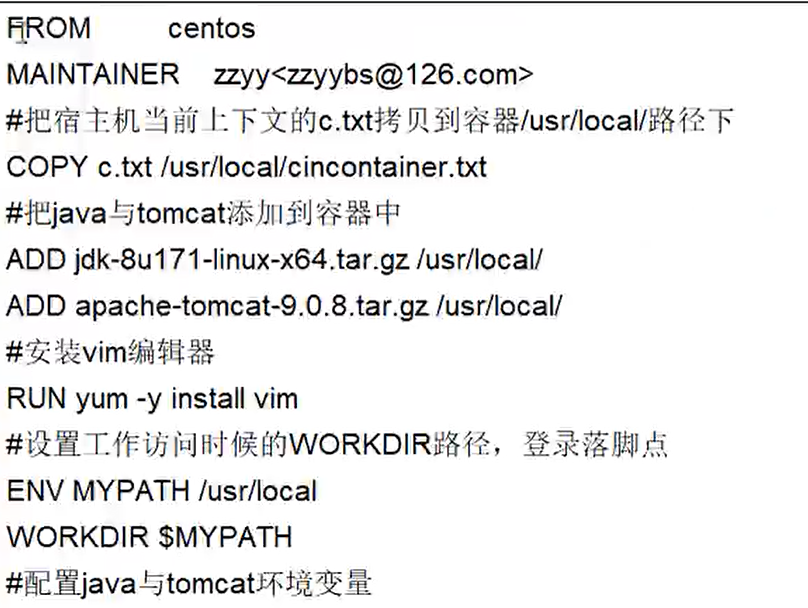 FROM centos
MAINTAINER zzyy<zzyybs@126.com>
#把宿主机当前上下文的c.txt拷贝到容器/usr/local/路径下
COPY c.txt /usr/local/cincontainer.txt
#把java与tomcat添加到容器中
ADD jdk-8u171-linux-x64.tar.gz /usr/local/
ADD apache-tomcat-9.0.8.tar.gz /usr/local/
#安装vim编辑器
RUN yum -y install vim
#设置工作访问时候的WORKDIR路径，登录落脚点
ENV MYPATH /usr/local
WORKDIR $MYPATH
#配置java与tomcat环境变量